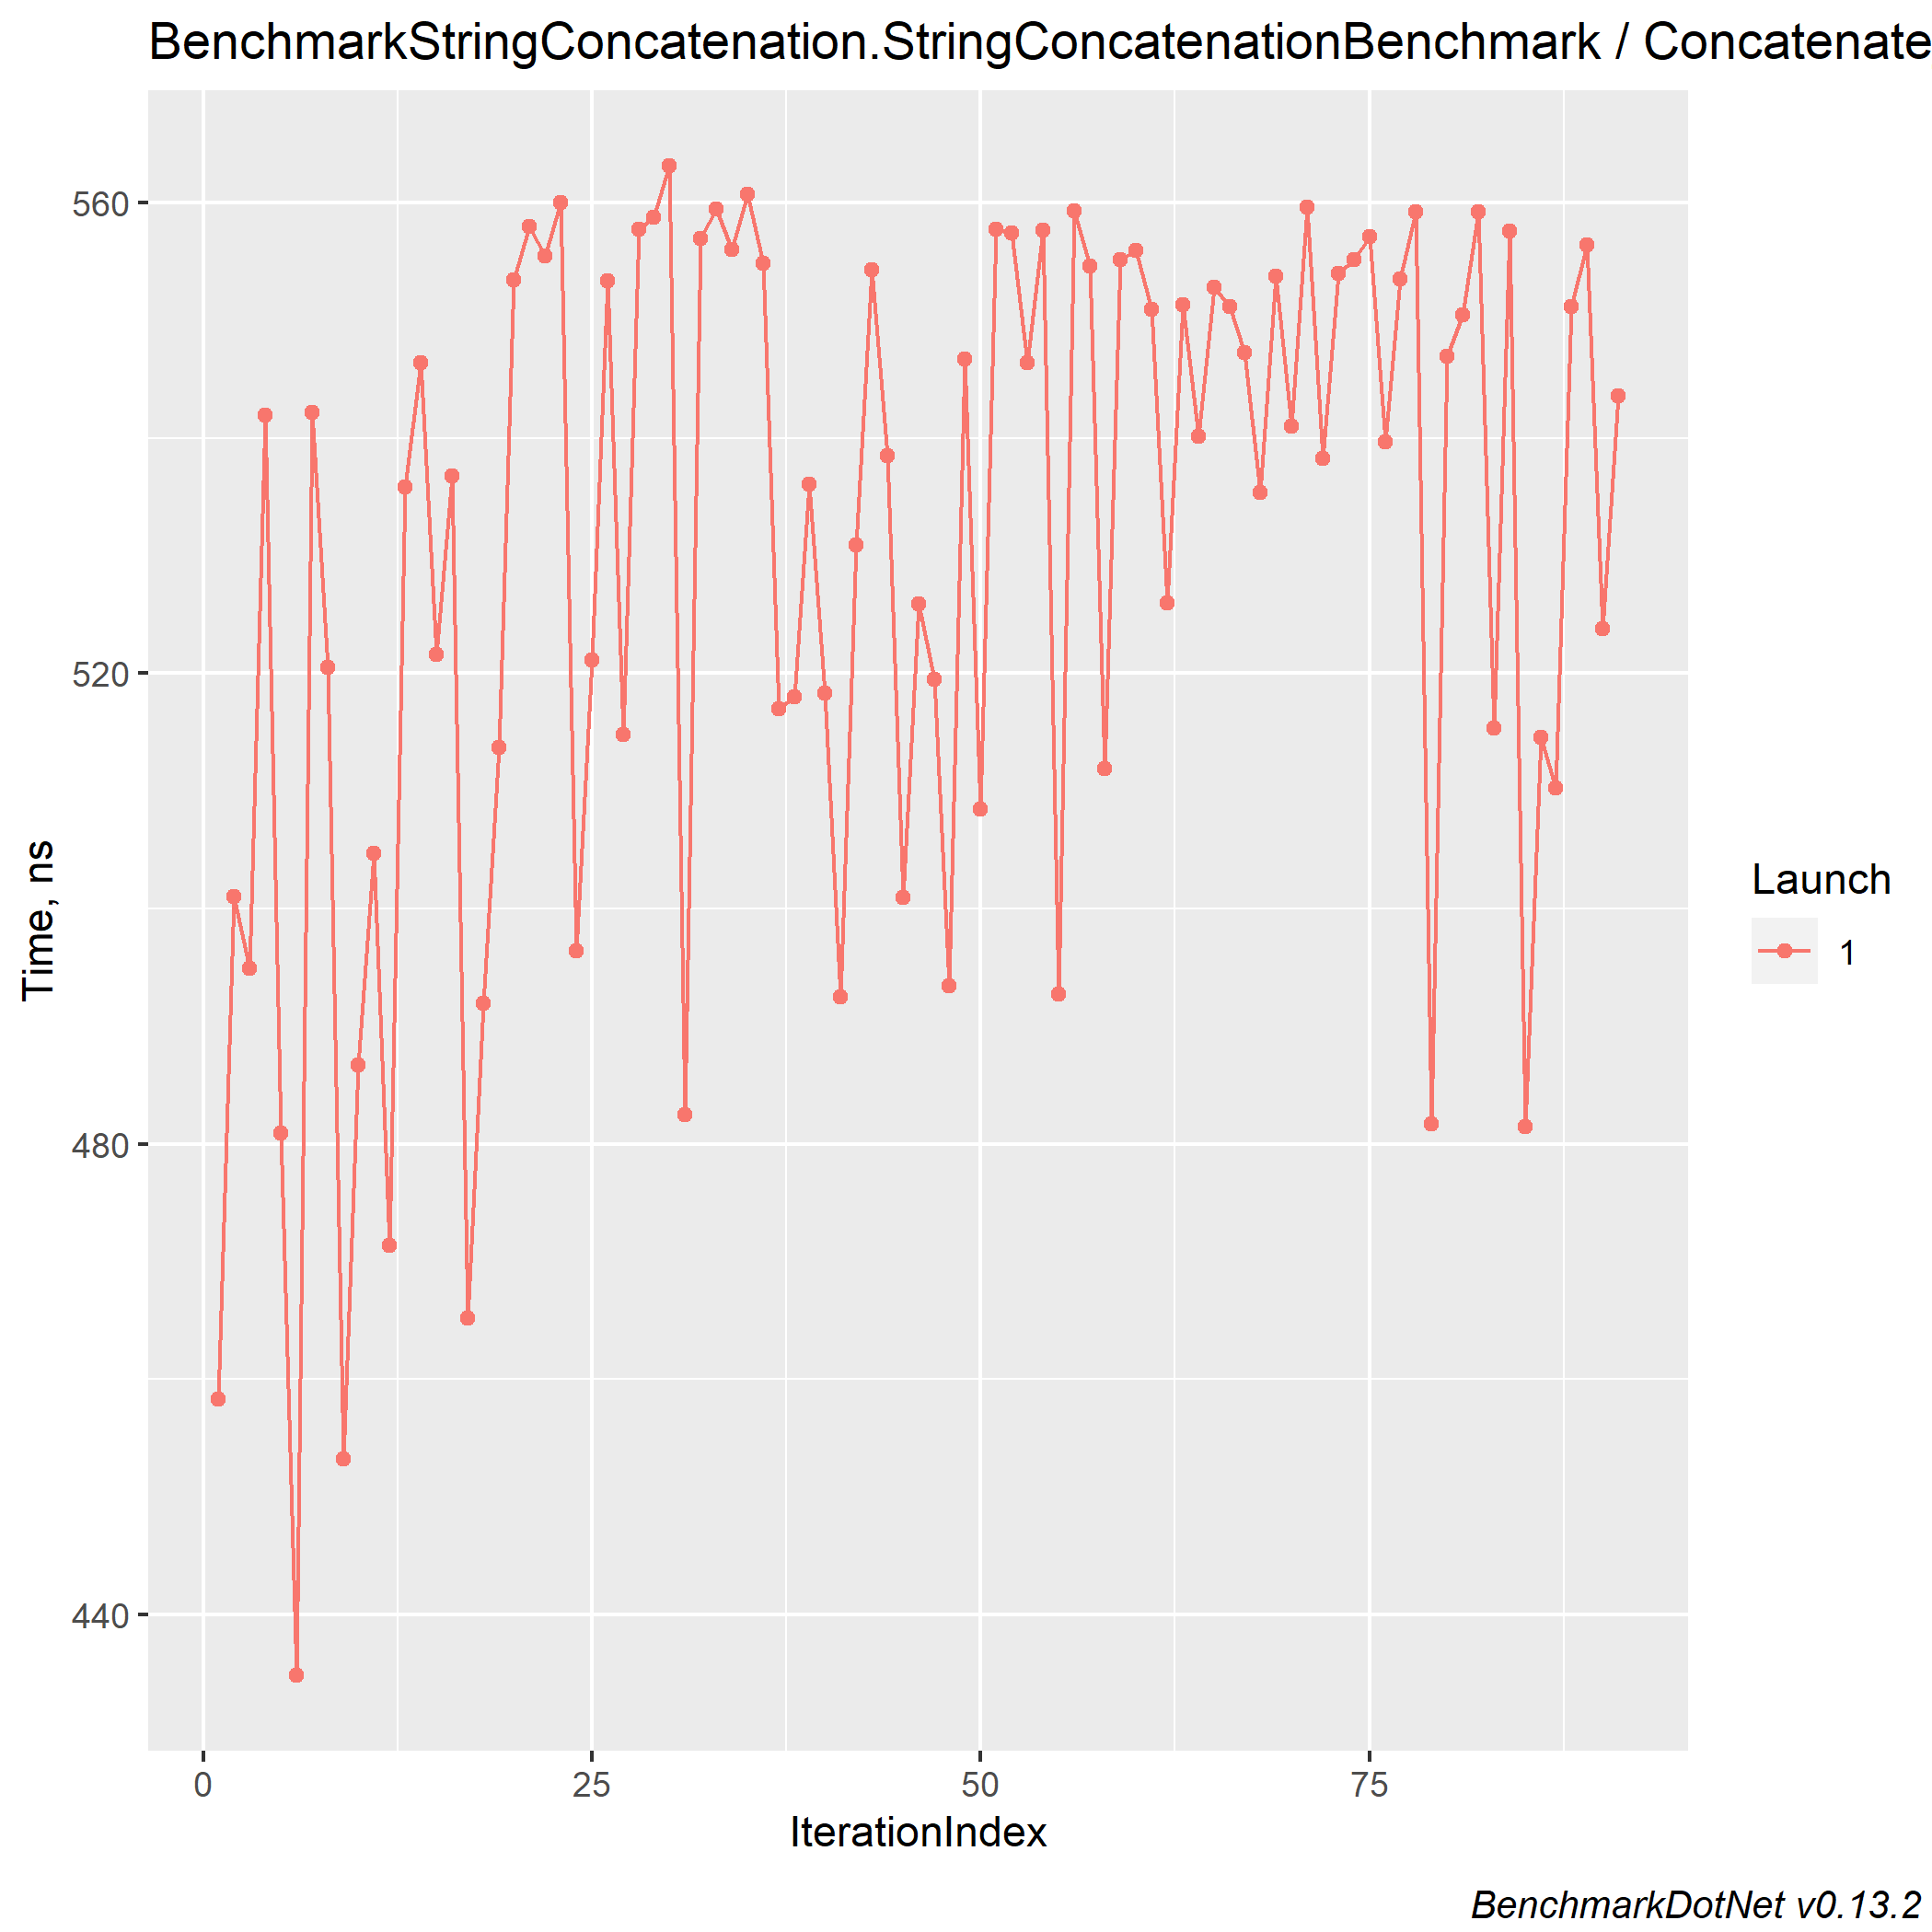 BenchmarkStringConcatenation.StringConcatenationBenchmark / Concatenate
560
520
480
440
Time, ns
0 25 50 75
IterationIndex
Launch
1
BenchmarkDotNet v0.13.2